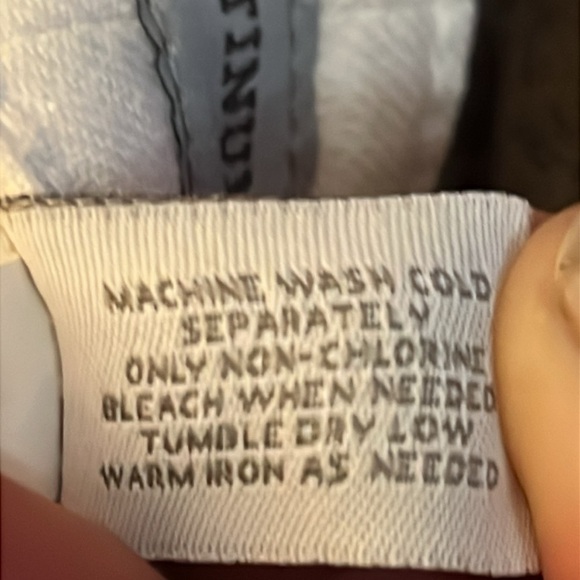 MACHINE WASH COLD
SEPARATELY
ONLY NON-CHLORINE
BLEACH WHEN NEEDED
TUMBLE DRY LOW
WARM IRON AS NEEDED